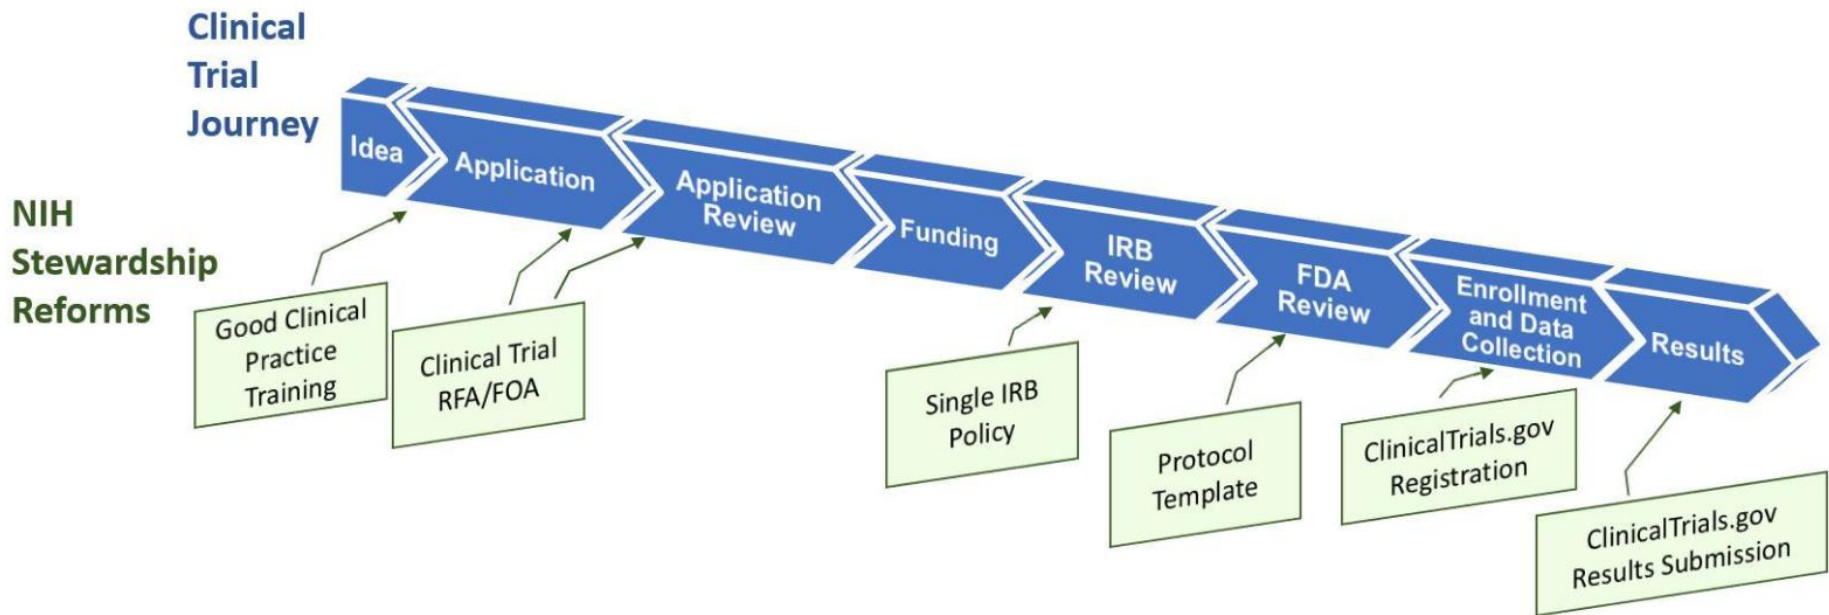 Clinical
Trial
Journey
Idea
Application
Application
Review
Funding
IRB
Review
FDA
Review
Enrollment
and Data
Collection
Results
NIH
Stewardship
Reforms
Good Clinical
Practice
Training
Clinical Trial
RFA/FOA
Single IRB
Policy
Protocol
Template
ClinicalTrials.gov
Registration
ClinicalTrials.gov
Results Submission